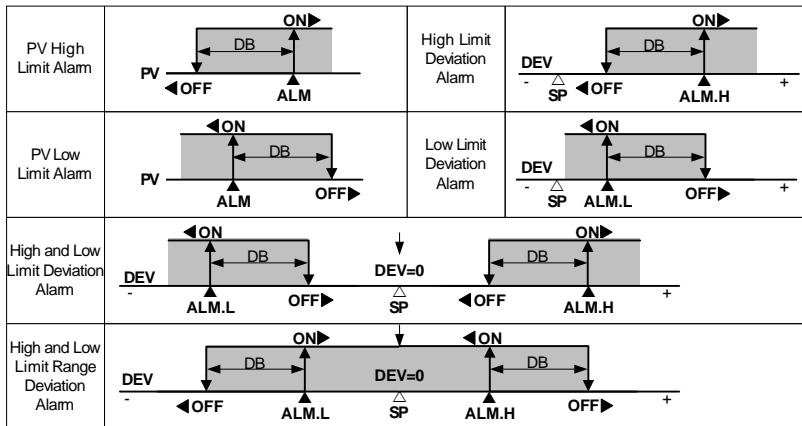 PV High
Limit Alarm
ON
DB
PV
OFF
ALM
High Limit
Deviation
Alarm
ON
DB
DEV
- SP OFF ALM.H +
PV Low
Limit Alarm
ON
DB
PV
ALM
OFF
Low Limit
Deviation
Alarm
ON
DB
DEV
- SP ALM.L OFF +
High and Low
Limit Deviation
Alarm
ON ON
DB DEV=0 DB
DEV
- ALM.L OFF SP OFF ALM.H +
High and Low
Limit Range
Deviation
Alarm
ON ON
DB DEV=0 DB
DEV
- OFF ALM.L SP ALM.H OFF +